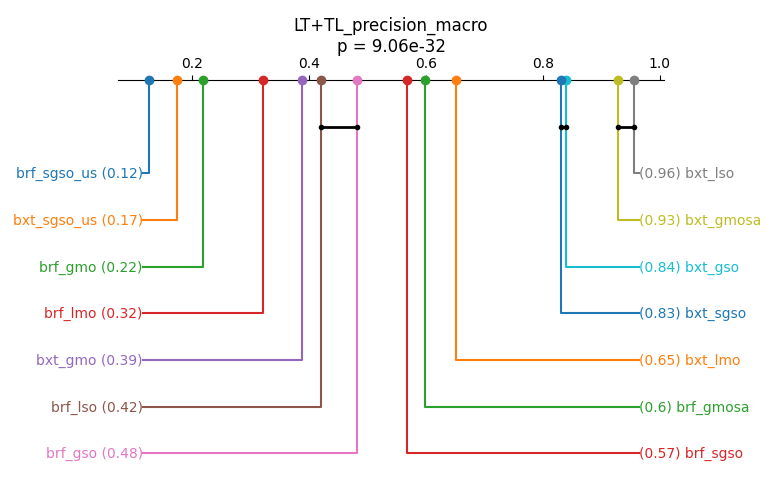 LT+TL_precision_macro
p = 9.06e-32
0.2 0.4 0.6 0.8 1.0
brf_sgso_us (0.12) (0.96) bxt_lso
bxt_sgso_us (0.17) (0.93) bxt_gmosa
brf_gmo (0.22) (0.84) bxt_gso
brf_lmo (0.32) (0.83) bxt_sgso
bxt_gmo (0.39) (0.65) bxt_lmo
brf_lso (0.42) (0.6) brf_gmosa
brf_gso (0.48) (0.57) brf_sgso